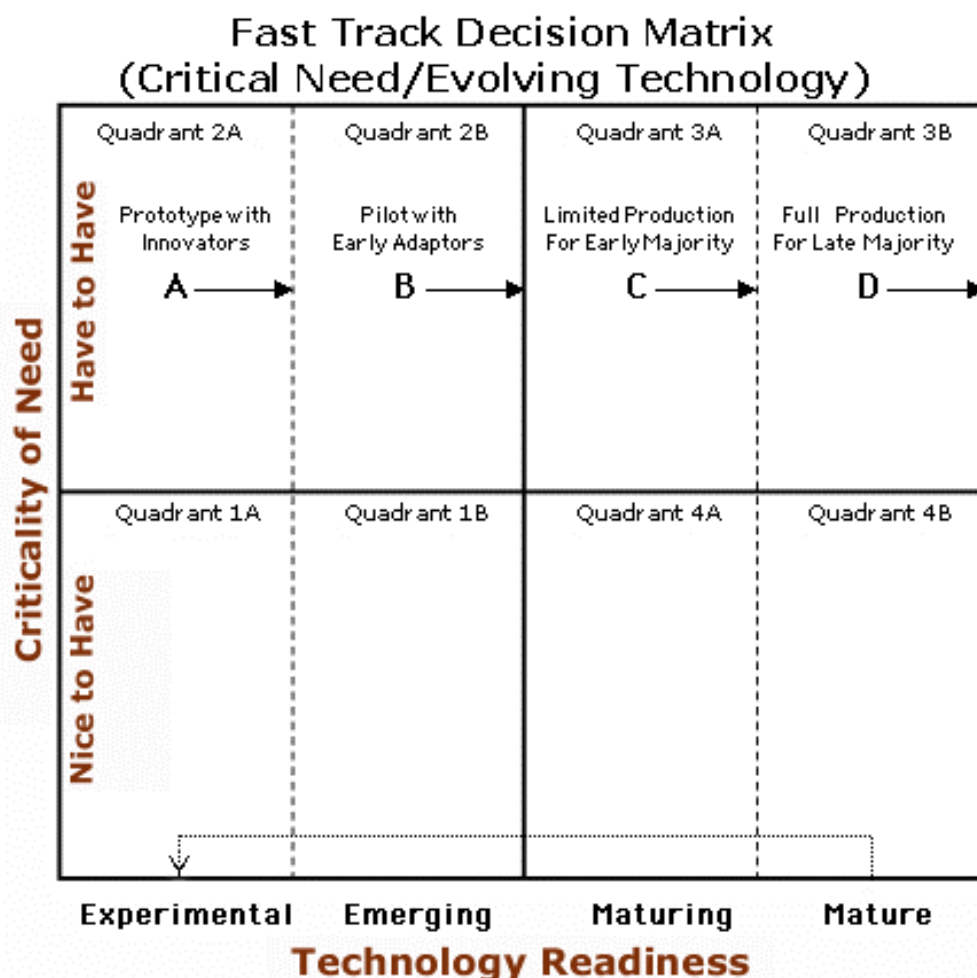 Fast Track Decision Matrix
(Critical Need/Evolving Technology)
Quadrant 2A
Quadrant 2B
Quadrant 3A
Quadrant 3B
Have to Have
Prototype with
Innovators
A
Pilot with
Early Adaptors
B
Limited Production
For Early Majority
C
Full Production
For Late Majority
D
Criticality of Need
Quadrant 1A
Quadrant 1B
Quadrant 4A
Quadrant 4B
Nice to Have
Experimental
Emerging
Maturing
Mature
Technology Readiness